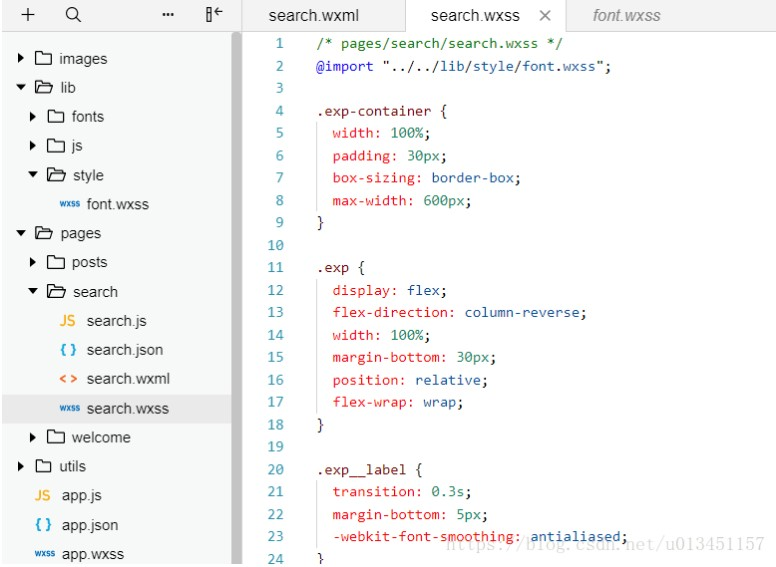 search.wxml search.wxss font.wxss
images
lib
fonts
js
style
wxss font.wxss
pages
posts
search
JS search.js
{ } search.json
< > search.wxml
wxss search.wxss
welcome
utils
JS app.js
{ } app.json
wxss app.wxss
1 /* pages/search/search.wxss */
2 @import "../../lib/style/font.wxss";
3
4 .exp-container {
5 width: 100%;
6 padding: 30px;
7 box-sizing: border-box;
8 max-width: 600px;
9 }
10
11 .exp {
12 display: flex;
13 flex-direction: column-reverse;
14 width: 100%;
15 margin-bottom: 30px;
16 position: relative;
17 flex-wrap: wrap;
18 }
19
20 .exp__label {
21 transition: 0.3s;
22 margin-bottom: 5px;
23 -webkit-font-smoothing: antialiased;
24 }
https://blog.csdn.net/u013451157